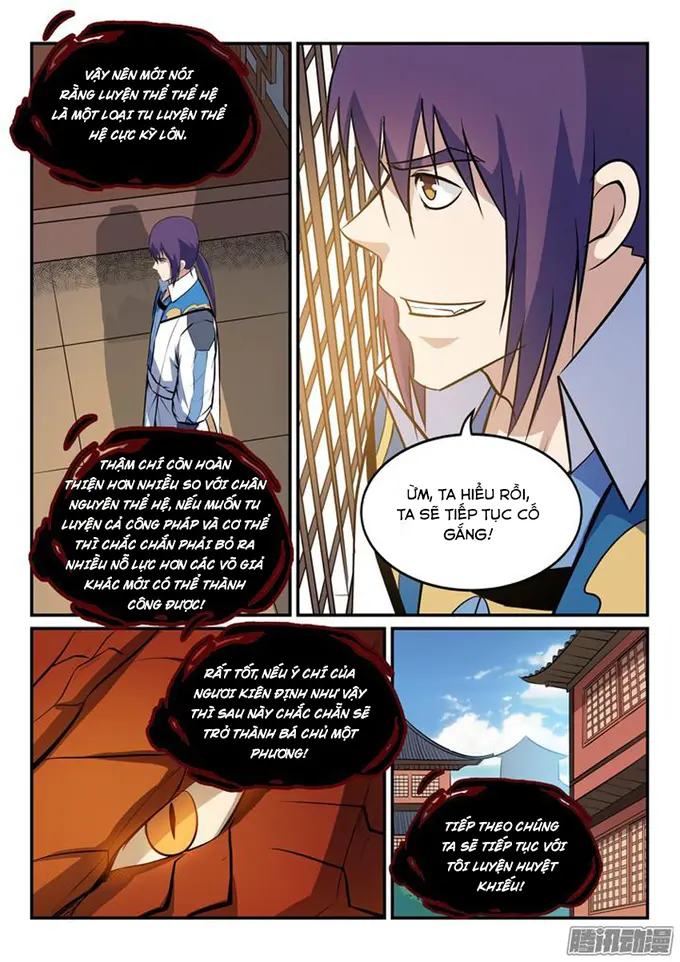 VẬY NÊN MỚI NÓI
RẰNG LUYỆN THỂ THỂ HỆ
LÀ MỘT LOẠI TU LUYỆN THỂ
HỆ CỰC KỲ LỚN.
THẬM CHÍ CÒN HOÀN
THIỆN HƠN NHIỀU SO VỚI CHÂN
NGUYÊN THỂ HỆ, NẾU MUỐN TU
LUYỆN CẢ CÔNG PHÁP VÀ CƠ THỂ
THÌ CHẮC CHẮN PHẢI BỎ RA
NHIỀU NỖ LỰC HƠN CÁC VÕ GIẢ
KHÁC MỚI CÓ THỂ THÀNH
CÔNG ĐƯỢC!
ỪM, TA HIỂU RỒI,
TA SẼ TIẾP TỤC CỐ
GẮNG!
RẤT TỐT, NẾU Ý CHÍ CỦA
NGƯƠI KIÊN ĐỊNH NHƯ VẬY
THÌ SAU NÀY CHẮC CHẮN SẼ
TRỞ THÀNH BÁ CHỦ MỘT
PHƯƠNG!
TIẾP THEO CHÚNG
TA SẼ TIẾP TỤC VỚI
TÔI LUYỆN HUYỆT
KHIẾU!
腾讯动漫